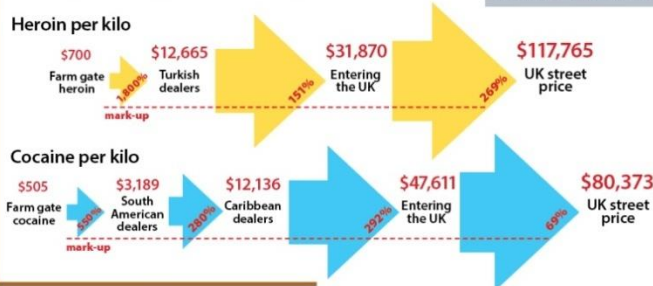 Heroin per kilo
$700
Farm gate
heroin
1,800%
$12,665
Turkish
dealers
151%
$31,870
Entering
the UK
269%
$117,765
UK street
price
mark-up
Cocaine per kilo
$505
Farm gate
cocaine
550%
$3,189
South
American
dealers
280%
$12,136
Caribbean
dealers
292%
$47,611
Entering
the UK
69%
$80,373
UK street
price
mark-up